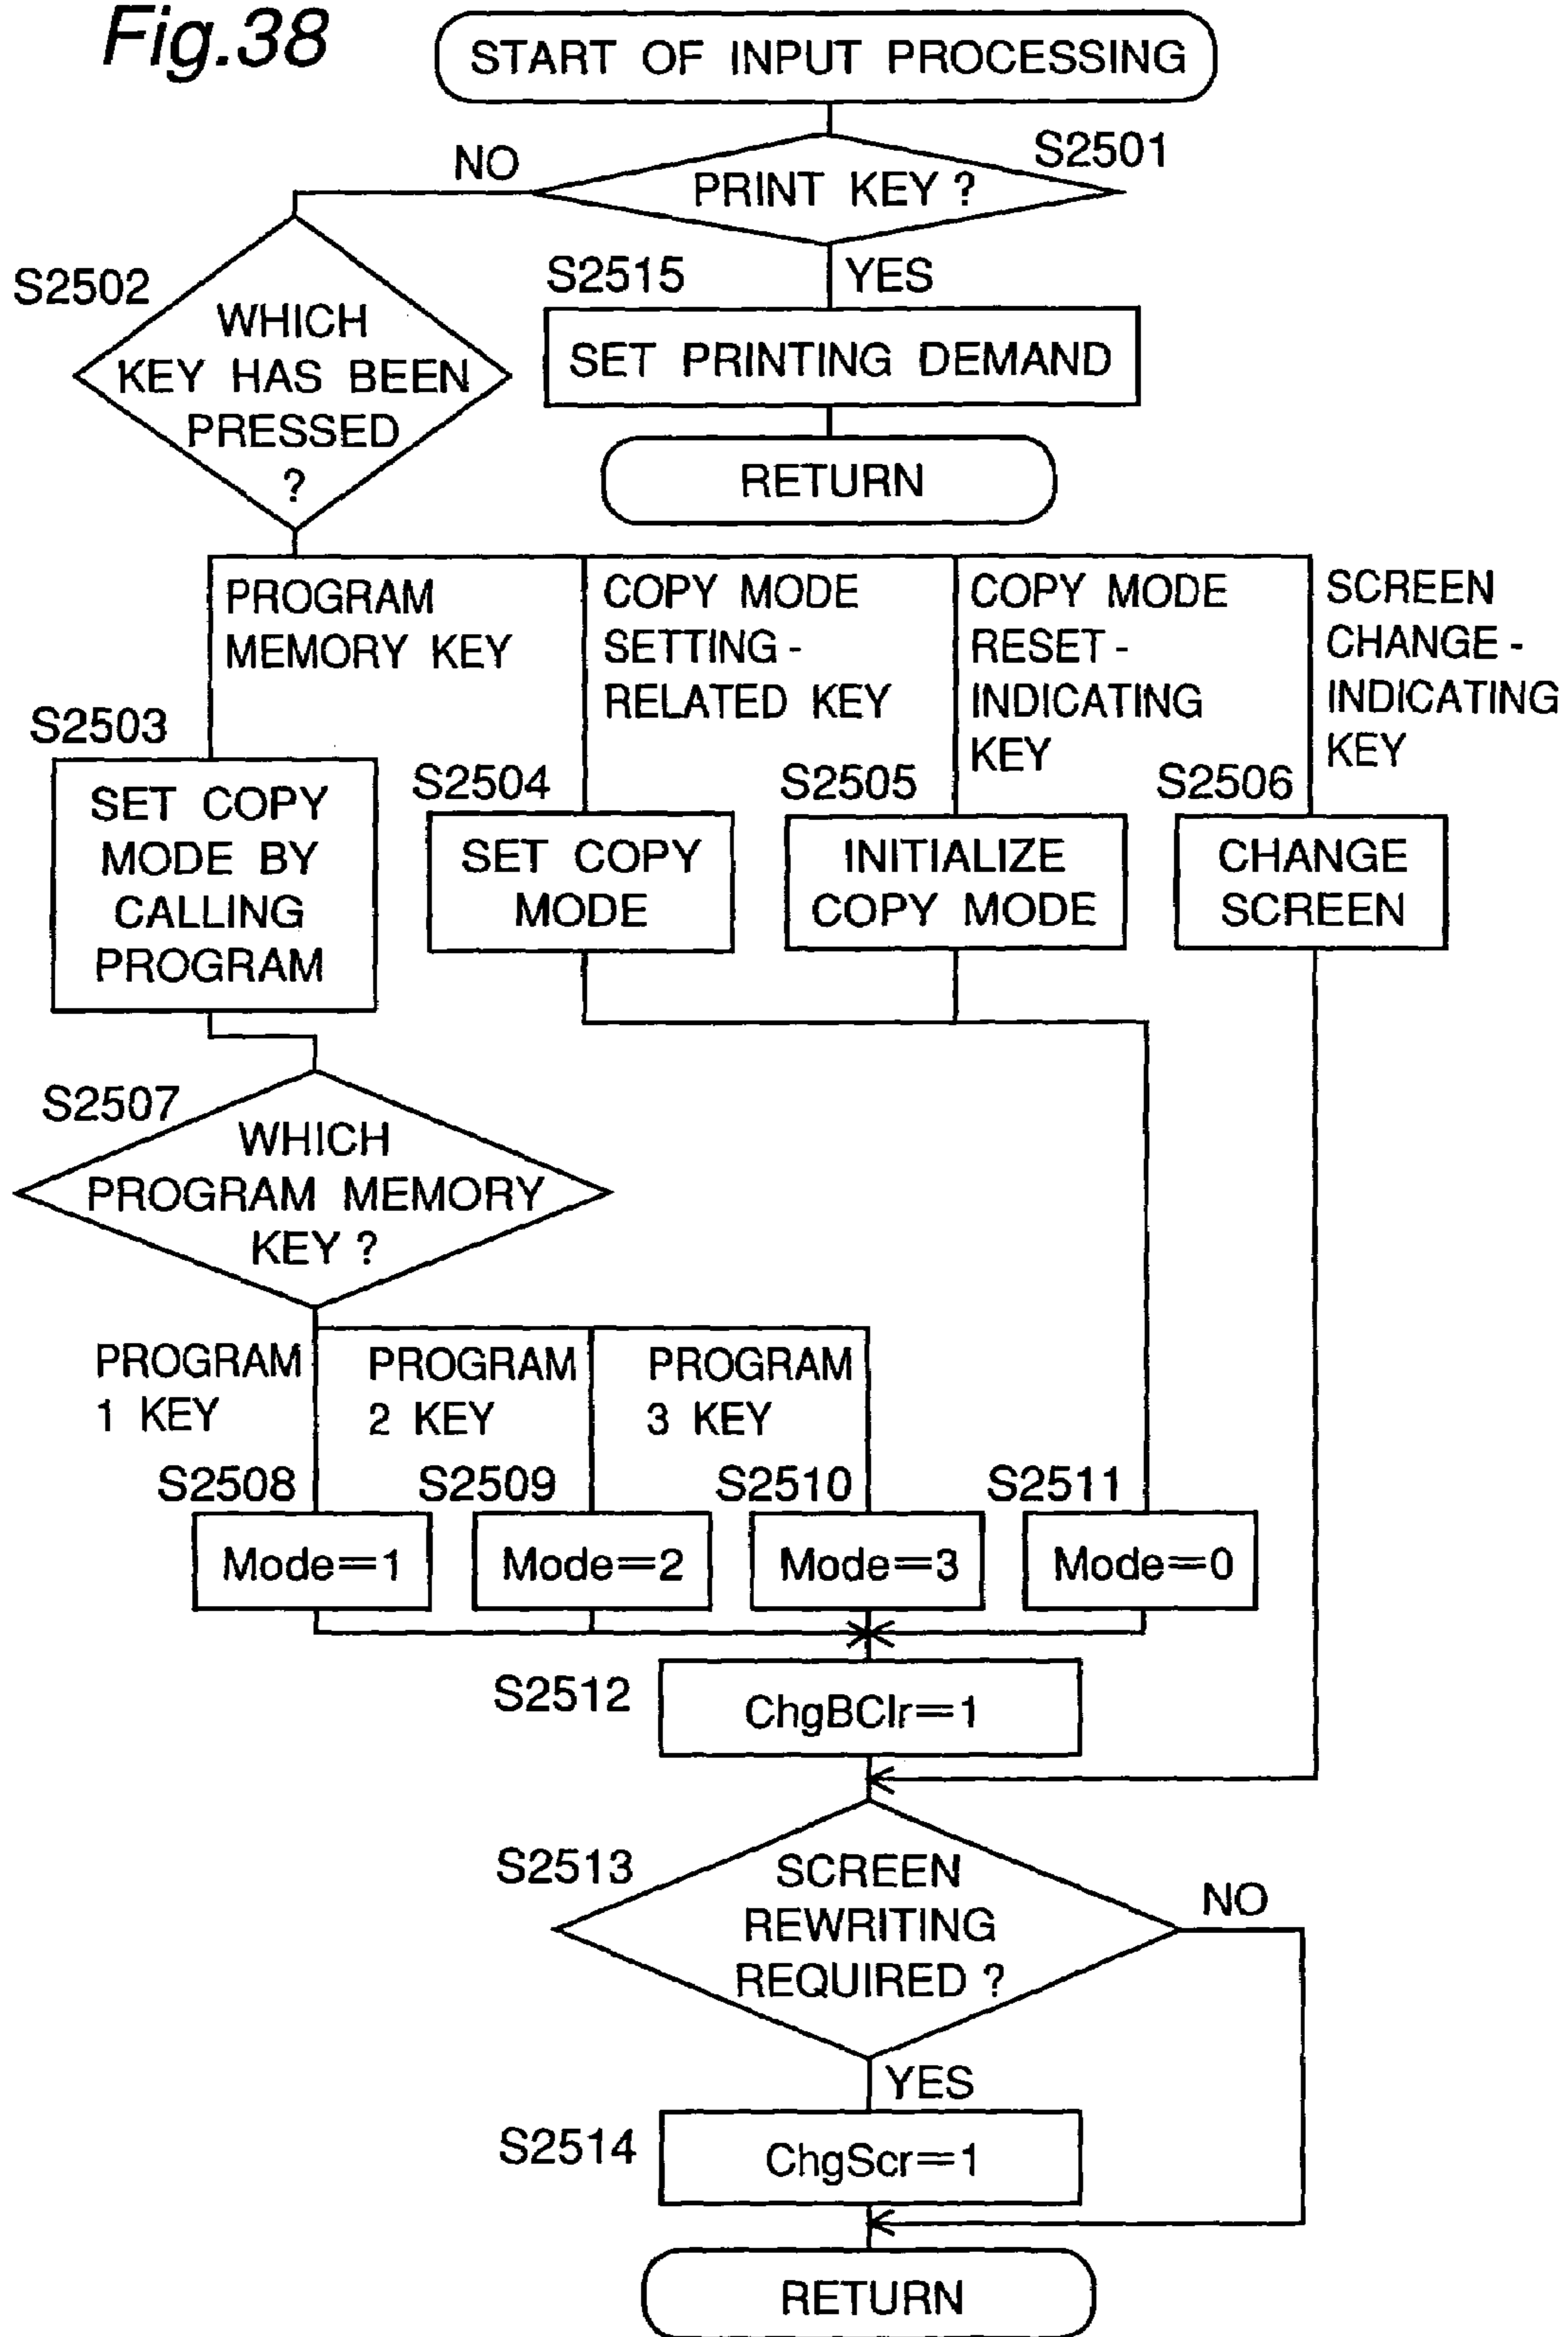 Fig.38
START OF INPUT PROCESSING
S2501
NO
PRINT KEY ?
S2502
S2515
YES
WHICH
KEY HAS BEEN
PRESSED
?
SET PRINTING DEMAND
RETURN
PROGRAM
MEMORY KEY
COPY MODE
SETTING -
RELATED KEY
COPY MODE
RESET -
INDICATING
KEY
SCREEN
CHANGE -
INDICATING
KEY
S2503
SET COPY
MODE BY
CALLING
PROGRAM
S2504
SET COPY
MODE
S2505
INITIALIZE
COPY MODE
S2506
CHANGE
SCREEN
S2507
WHICH
PROGRAM MEMORY
KEY ?
PROGRAM
1 KEY
PROGRAM
2 KEY
PROGRAM
3 KEY
S2508
Mode=1
S2509
Mode=2
S2510
Mode=3
S2511
Mode=0
S2512
ChgBClr=1
S2513
SCREEN
REWRITING
REQUIRED ?
NO
YES
S2514
ChgScr=1
RETURN